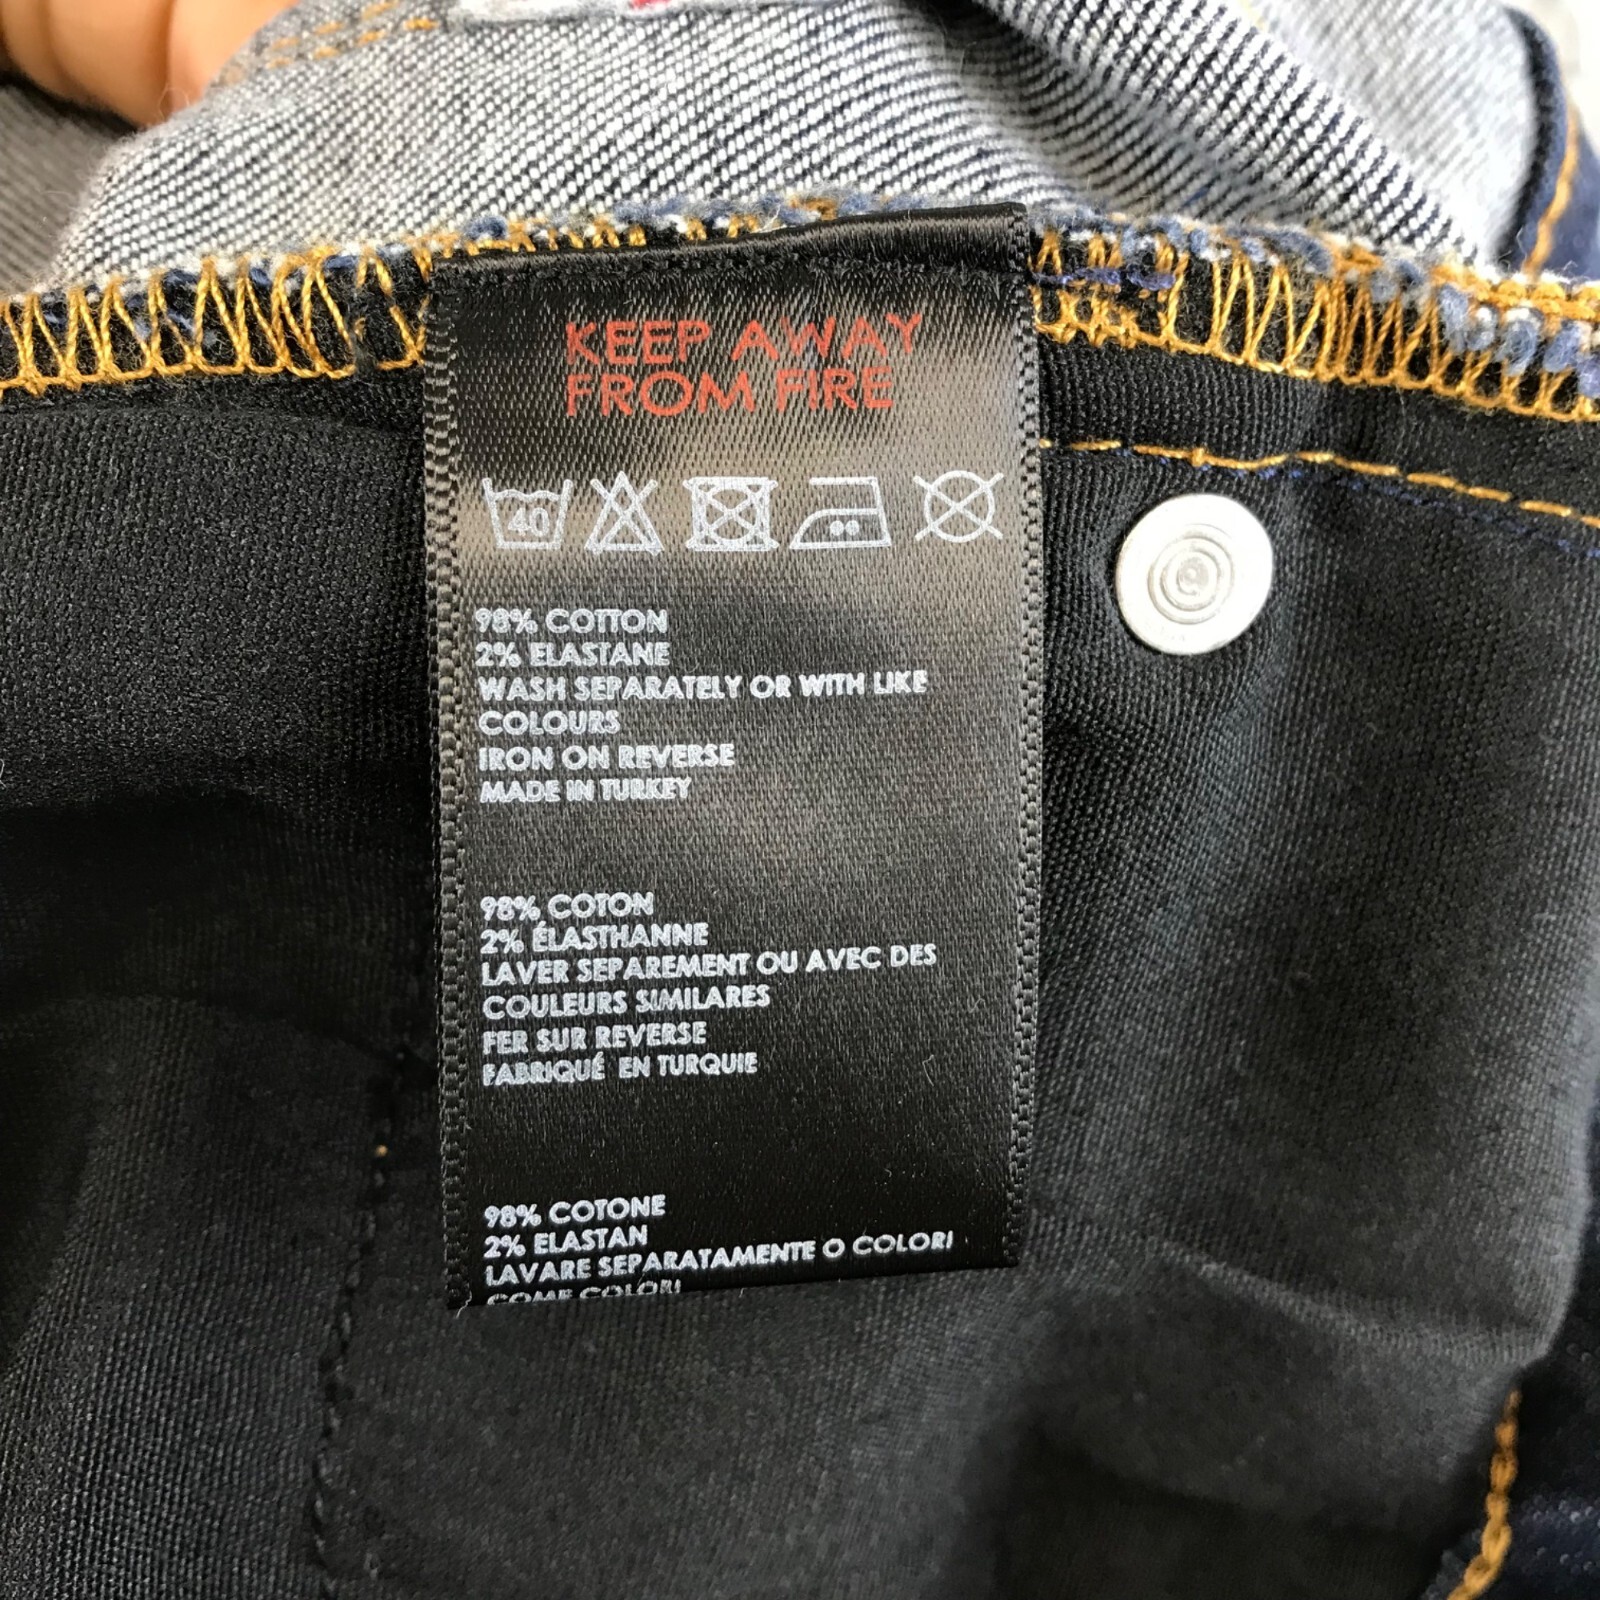 KEEP AWAY
FROM FIRE
40
98% COTTON
2% ELASTANE
WASH SEPARATELY OR WITH LIKE
COLOURS
IRON ON REVERSE
MADE IN TURKEY
98% COTON
2% ÉLASTHANNE
LAVER SEPAREMENT OU AVEC DES
COULEURS SIMILARES
FER SUR REVERSE
FABRIQUÉ EN TURQUIE
98% COTONE
2% ELASTAN
LAVARE SEPARATAMENTE O COLORI
COME COLORI